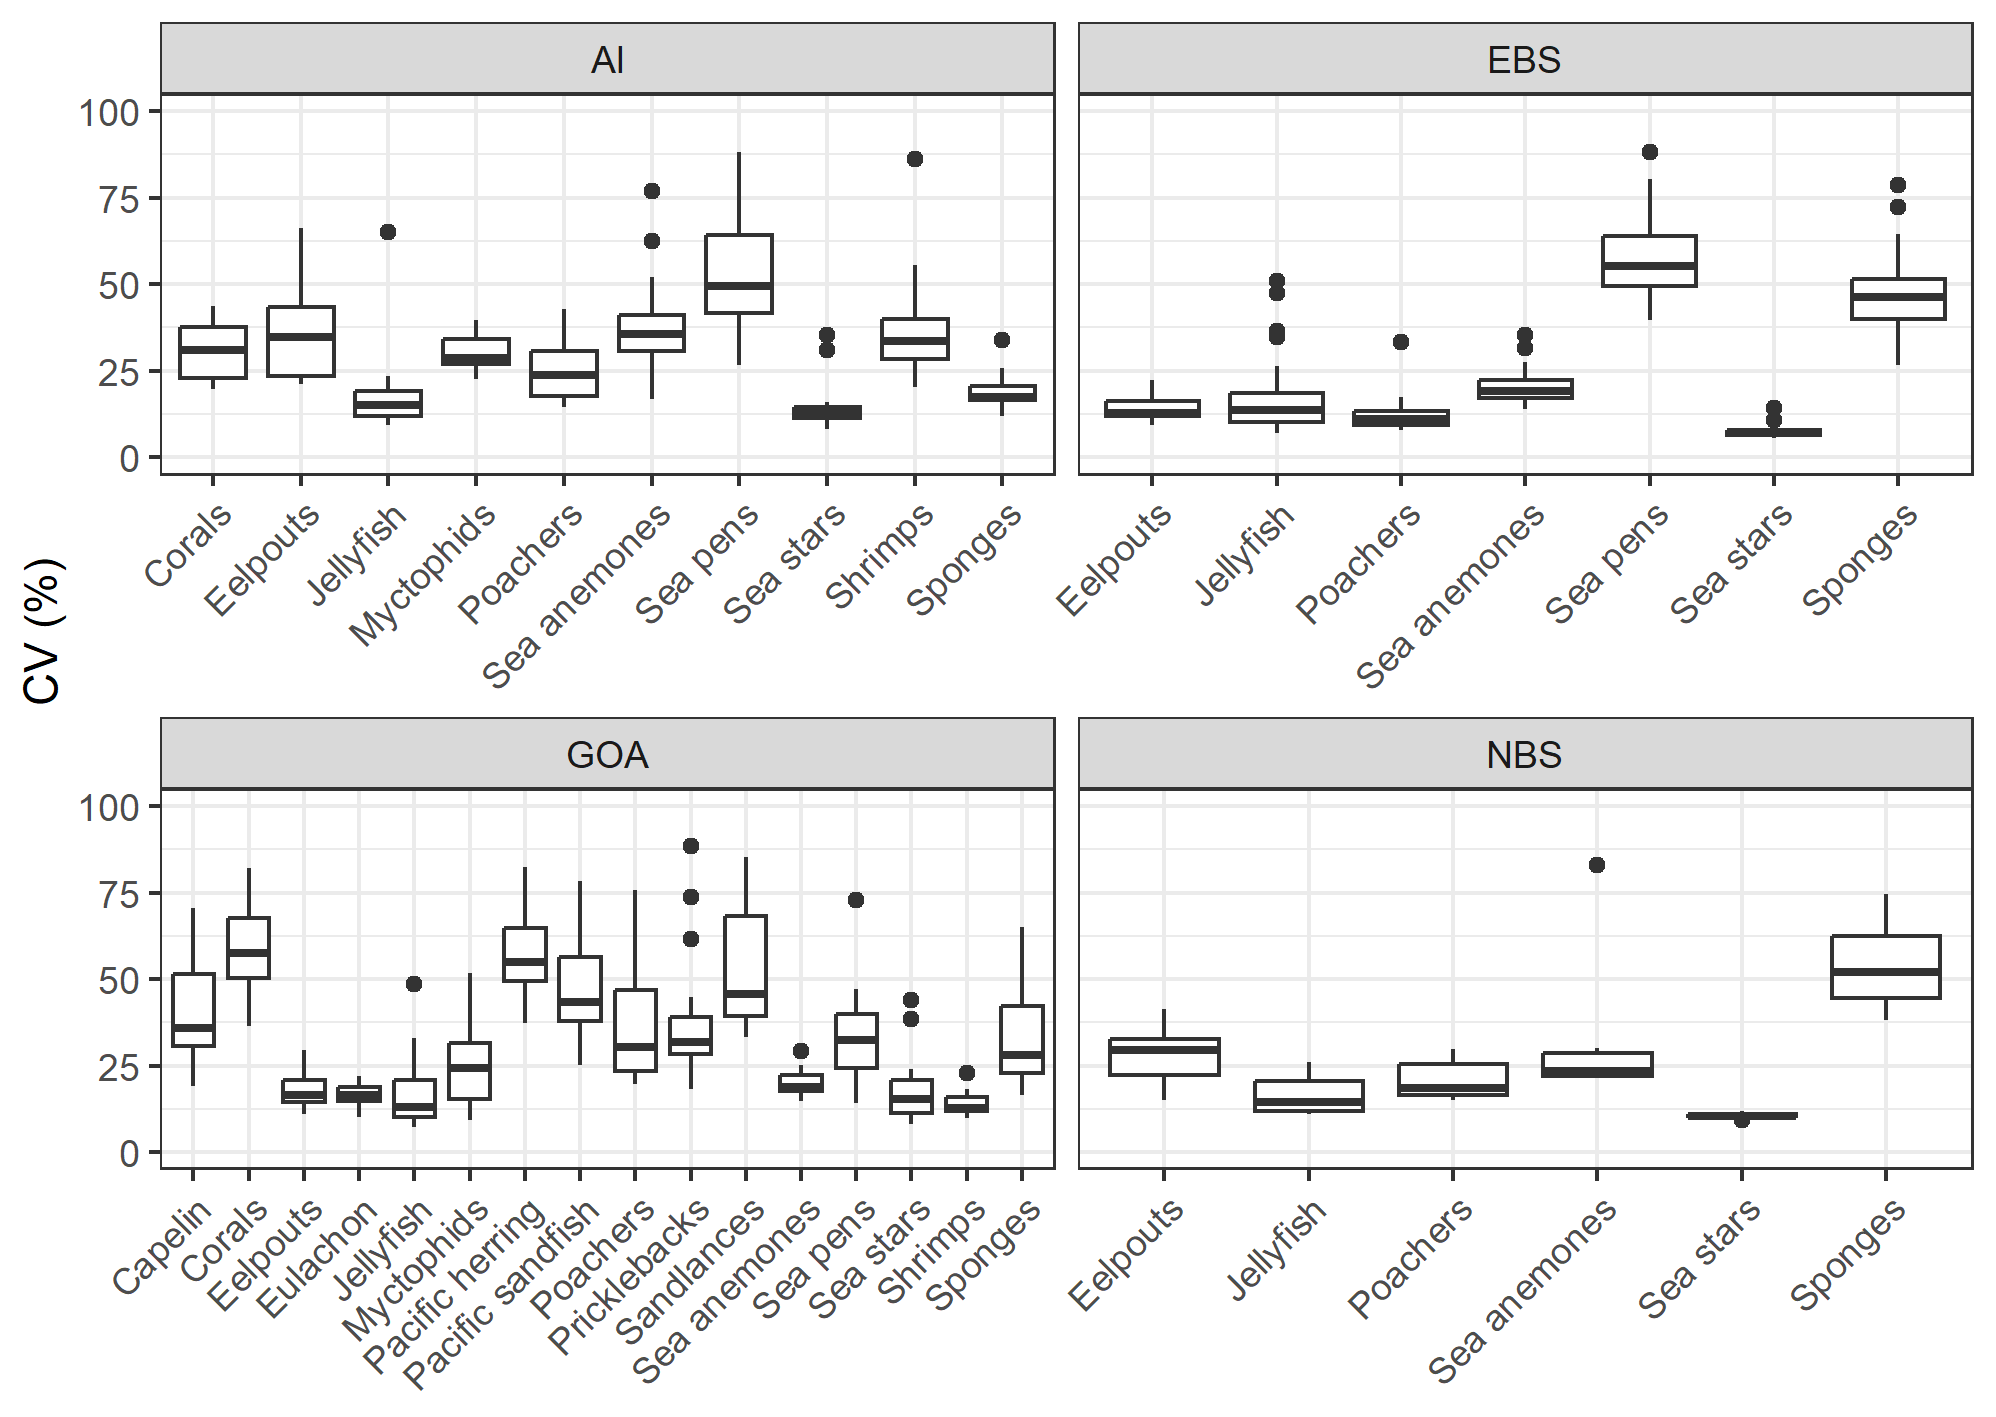 AI
EBS
100
75
50
25
0
Corals
Eelpouts
Jellyfish
Myctophids
Poachers
Sea anemones
Sea pens
Sea stars
Shrimps
Sponges
Eelpouts
Jellyfish
Poachers
Sea anemones
Sea pens
Sea stars
Sponges
CV (%)
GOA
NBS
100
75
50
25
0
Capelin
Corals
Eelpouts
Eulachon
Jellyfish
Myctophids
Pacific herring
Pacific sandfish
Poachers
Pricklebacks
Sandlances
Sea anemones
Sea pens
Sea stars
Shrimps
Sponges
Eelpouts
Jellyfish
Poachers
Sea anemones
Sea stars
Sponges